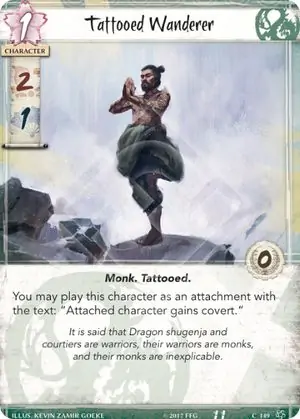 Tattooed Wanderer
1
CHARACTER
2
1
0
Monk. Tattooed.
You may play this character as an attachment with
the text: “Attached character gains covert.”
It is said that Dragon shugenja and
courtiers are warriors, their warriors are monks,
and their monks are inexplicable.
ILLUS. KEVIN ZAMIR GOEKE © 2017 FFG 11 C 149